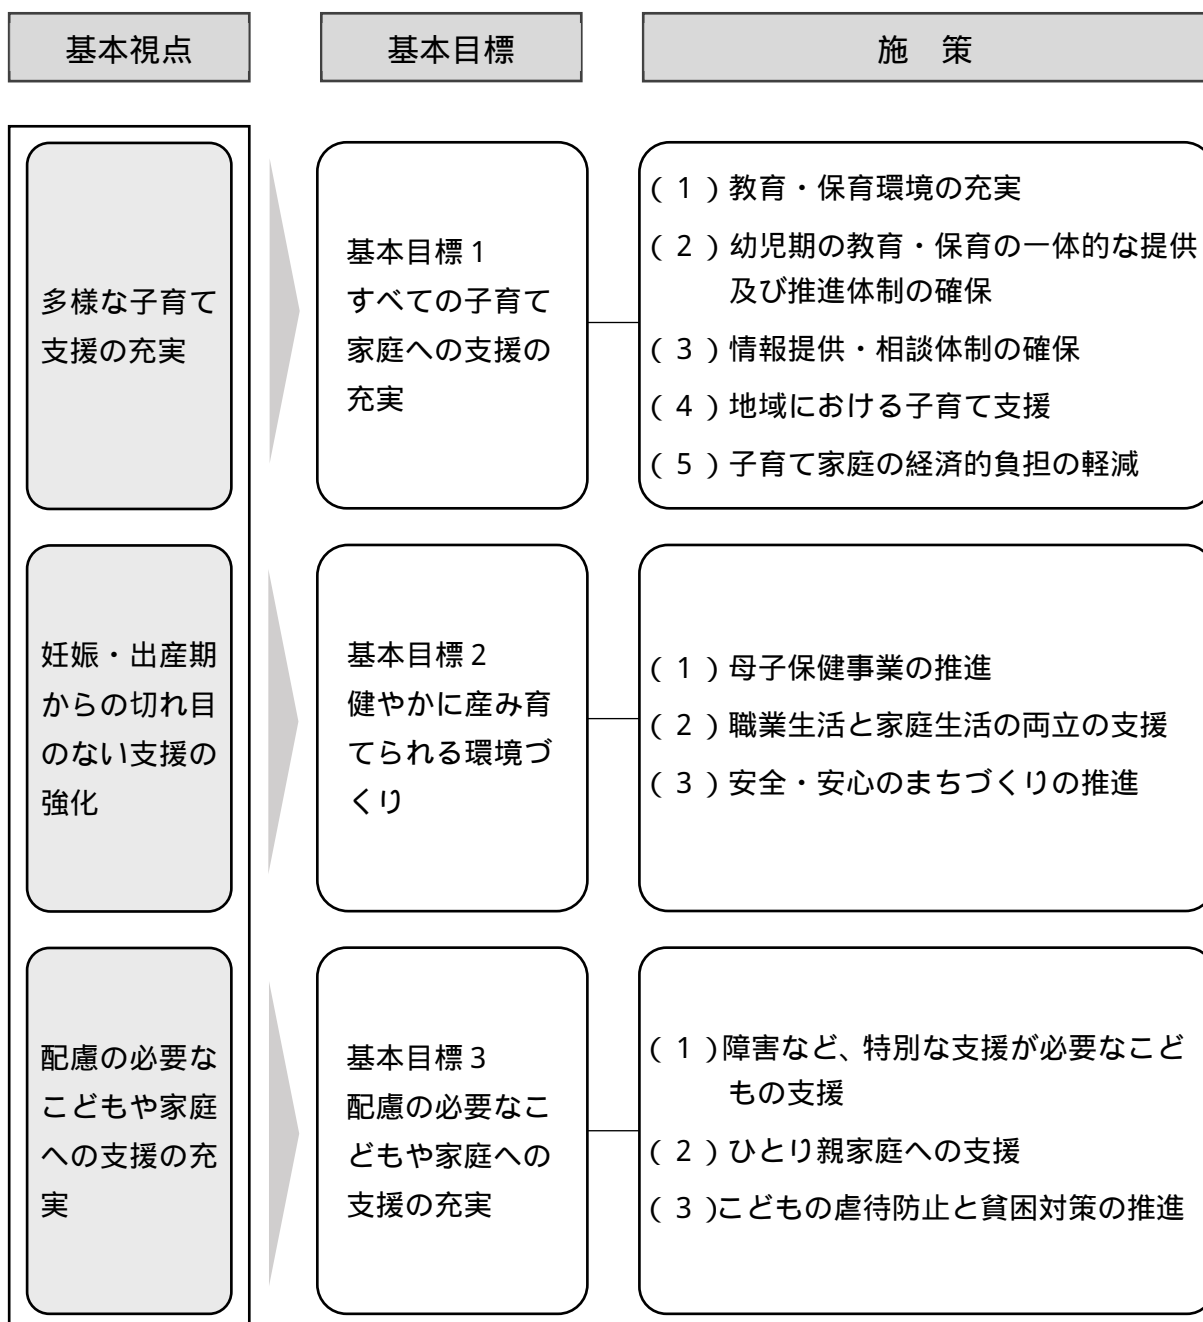 基本視点
基本目標
施　策
多様な子育て
支援の充実
基本目標１
すべての子育て
家庭への支援の
充実
（１）教育・保育環境の充実
（２）幼児期の教育・保育の一体的な提供
及び推進体制の確保
（３）情報提供・相談体制の確保
（４）地域における子育て支援
（５）子育て家庭の経済的負担の軽減
妊娠・出産期
からの切れ目
のない支援の
強化
基本目標２
健やかに産み育
てられる環境づ
くり
（１）母子保健事業の推進
（２）職業生活と家庭生活の両立の支援
（３）安全・安心のまちづくりの推進
配慮の必要な
こどもや家庭
への支援の充
実
基本目標３
配慮の必要なこ
どもや家庭への
支援の充実
（１）障害など、特別な支援が必要なこど
もの支援
（２）ひとり親家庭への支援
（３）こどもの虐待防止と貧困対策の推進